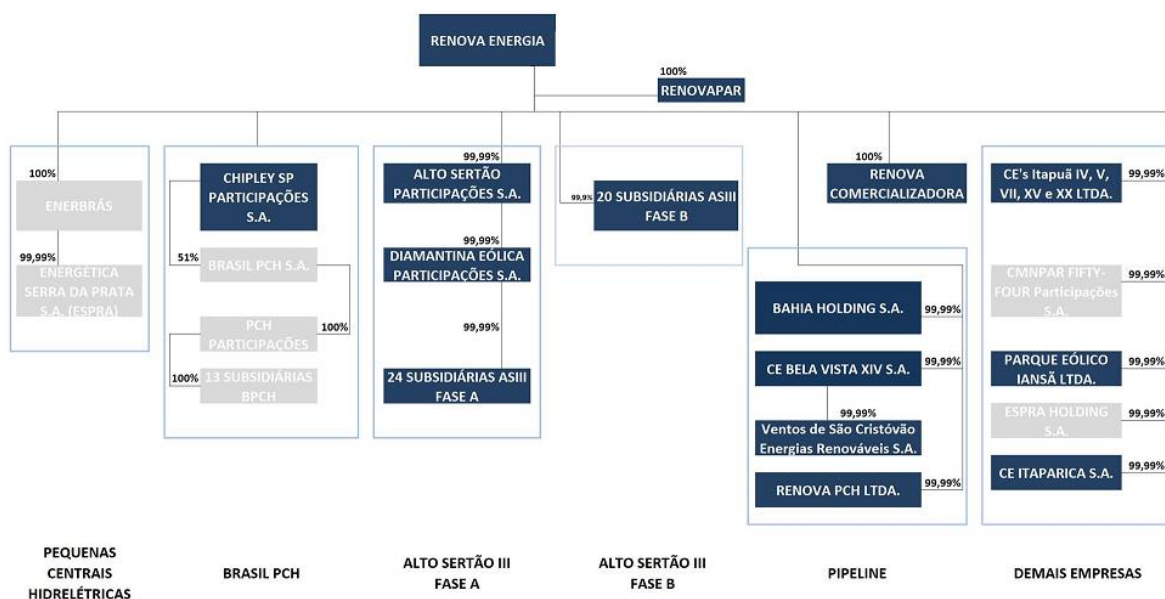 RENOVA ENERGIA
100%
RENOVAPAR
100%
ENERBRÁS
99,99%
ENERGÉTICA
SERRA DA PRATA
S.A. (ESPRA)
CHIPLEY SP
PARTICIPAÇÕES
S.A.
51%
BRASIL PCH S.A.
PCH
PARTICIPAÇÕES
100%
100%
13 SUBSIDIÁRIAS
BPCH
99,99%
ALTO SERTÃO
PARTICIPAÇÕES S.A.
99,99%
DIAMANTINA EÓLICA
PARTICIPAÇÕES S.A.
99,99%
24 SUBSIDIÁRIAS ASIII
FASE A
99,9%
20 SUBSIDIÁRIAS ASIII
FASE B
100%
RENOVA
COMERCIALIZADORA
BAHIA HOLDING S.A.
99,99%
CE BELA VISTA XIV S.A.
99,99%
99,99%
Ventos de São Cristóvão
Energias Renováveis S.A.
RENOVA PCH LTDA.
99,99%
CE's Itapuã IV, V,
VII, XV e XX LTDA.
99,99%
CMNPAR FIFTY-
FOUR Participações
S.A.
99,99%
PARQUE EÓLICO
IANSÃ LTDA.
99,99%
ESPRA HOLDING
S.A.
99,99%
CE ITAPARICA S.A.
99,99%
PEQUENAS
CENTRAIS
HIDRELÉTRICAS
BRASIL PCH
ALTO SERTÃO III
FASE A
ALTO SERTÃO III
FASE B
PIPELINE
DEMAIS EMPRESAS